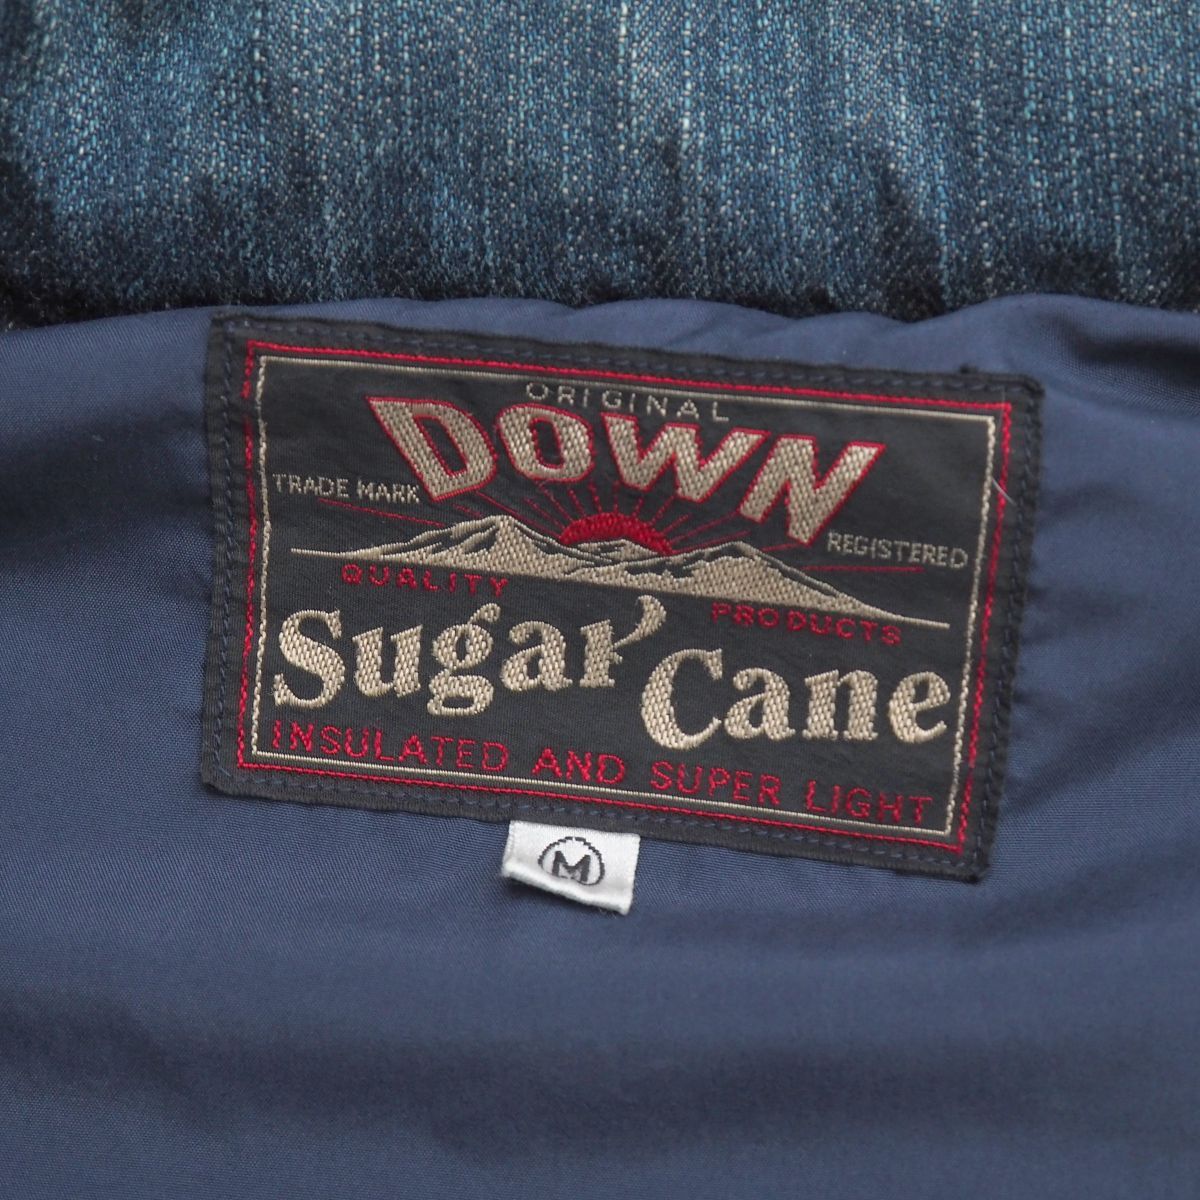 ORIGINAL
DOWN
TRADE MARK
REGISTERED
QUALITY
PRODUCTS
Sugar Cane
INSULATED AND SUPER LIGHT
M